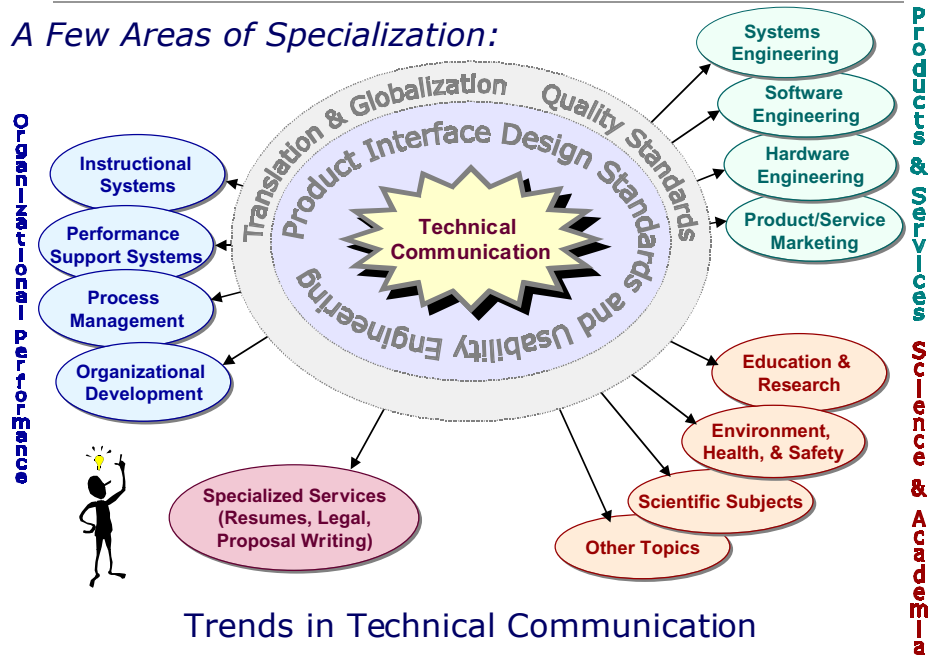 A Few Areas of Specialization:
Organizational Performance
Instructional
Systems
Performance
Support Systems
Process
Management
Organizational
Development
Translation & Globalization
Quality Standards
Product Interface Design Standards and Usability Engineering
Technical
Communication
Systems
Engineering
Software
Engineering
Hardware
Engineering
Product/Service
Marketing
Products & Services
Education &
Research
Environment,
Health, & Safety
Scientific Subjects
Other Topics
Science & Academia
Specialized Services
(Resumes, Legal,
Proposal Writing)
Trends in Technical Communication